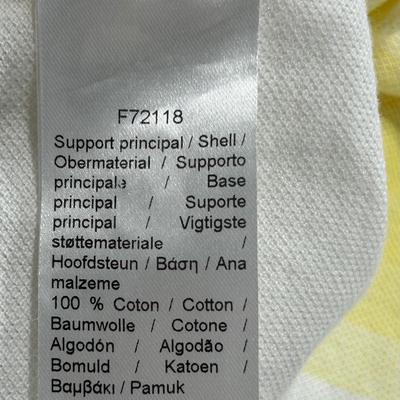 F72118
Support principal / Shell /
Obermaterial / Supporto
principale / Base
principal / Suporte
principal / Vigtigste
støttemateriale /
Hoofdsteun / Βάση / Ana
malzeme
100 % Coton / Cotton /
Baumwolle / Cotone /
Algodón / Algodão /
Bomuld / Katoen /
Βαμβάκι / Pamuk